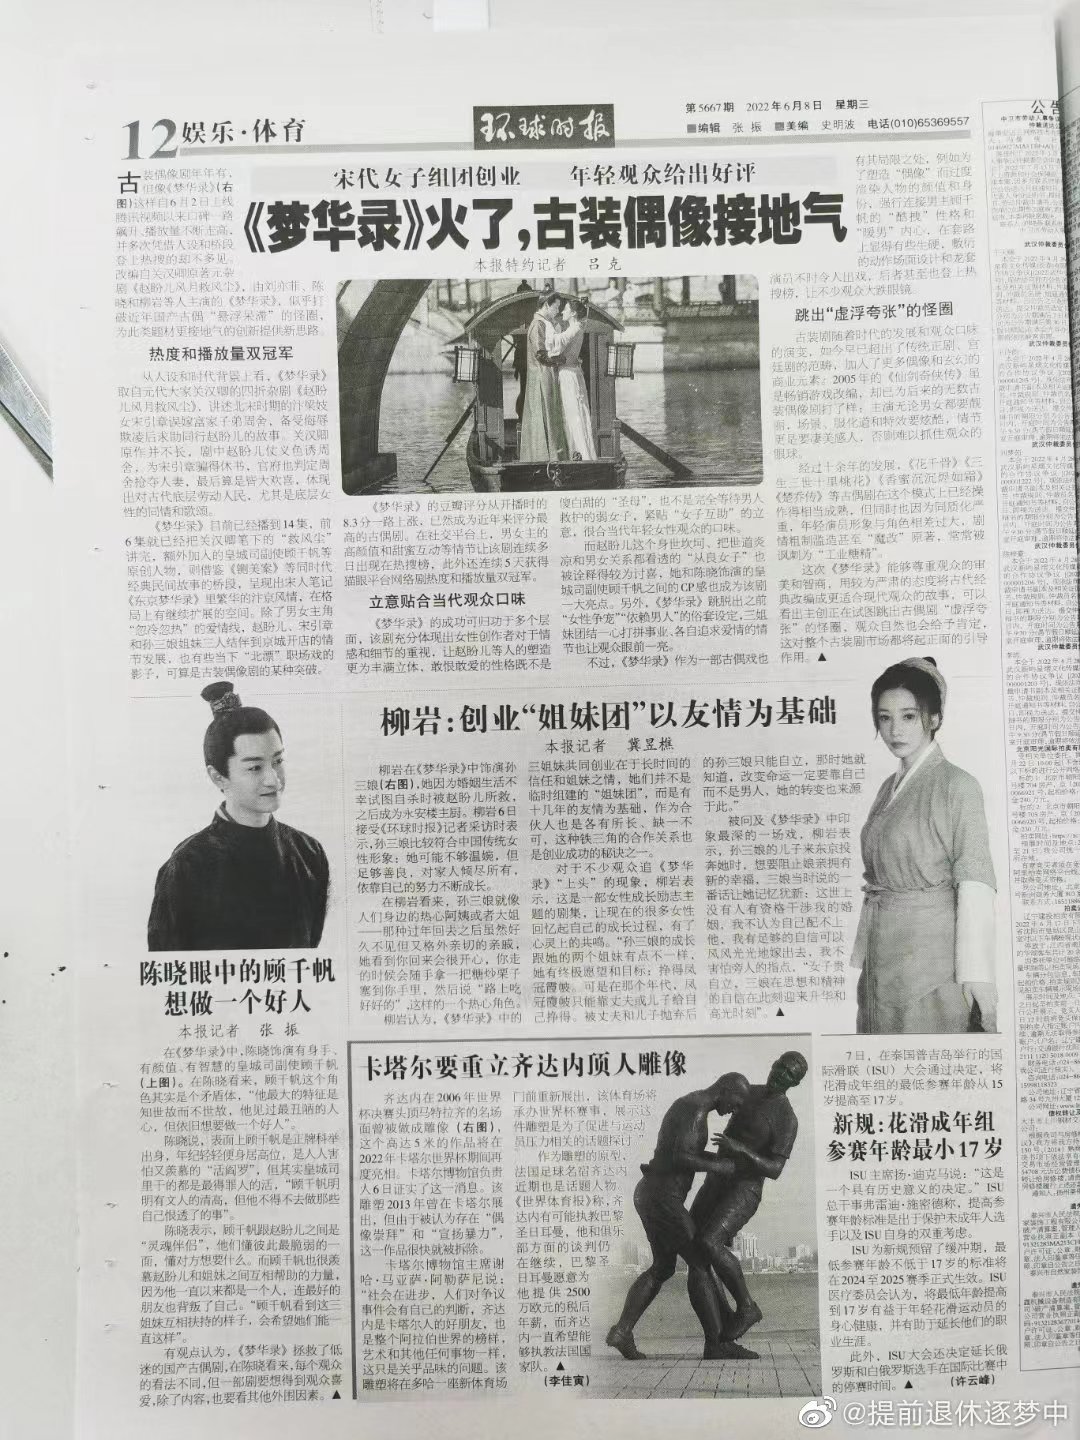 12 娱乐·体育
环球时报
第5667期 2022年6月8日 星期三
■编辑 张振 ■美编 史明波 电话(010)65369557
宋代女子组团创业 年轻观众给出好评
《梦华录》火了,古装偶像接地气
本报特约记者 吕克
古装偶像剧年年有,
但像《梦华录》(右
图)这样自6月2日上线
腾讯视频以来口碑一路
飙升、播放量不断走高,
并多次凭借人设和桥段
登上热搜的却不多见。
改编自关汉卿原著元杂
剧《赵盼儿风月救风尘》,由刘亦菲、陈
晓和柳岩等人主演的《梦华录》,似乎打
破近年国产古偶“悬浮呆滞”的怪圈,
为此类题材更接地气的创新提供新思路。
热度和播放量双冠军
从人设和时代背景上看,《梦华录》
取自元代大家关汉卿的四折杂剧《赵盼
儿风月救风尘》,讲述北宋时期的汴梁妓
女宋引章误嫁富家子弟周舍,备受侮辱
欺凌后求助同行赵盼儿的故事。关汉卿
原作并不长,剧中赵盼儿仗义色诱周
舍,为宋引章骗得休书,官府也判定周
舍抢夺人妻,最后算是皆大欢喜,体现
出对古代底层劳动人民,尤其是底层女
性的同情和歌颂。
《梦华录》目前已经播到14集,前
6集就已经把关汉卿笔下的“救风尘”
讲完,额外加入的皇城司副使顾千帆等
原创人物,则借鉴《铡美案》等同时代
经典民间故事的桥段,呈现出宋人笔记
《东京梦华录》里繁华的汴京风情,在格
局上有继续扩展的空间。除了男女主角
“忽冷忽热”的爱情线,赵盼儿、宋引章
和孙三娘姐妹三人结伴到京城开店的情
节发展,也有些当下“北漂”职场戏的
影子,可算是古装偶像剧的某种突破。
《梦华录》的豆瓣评分从开播时的
8.3分一路上涨,已然成为近年来评分最
高的古偶剧。在社交平台上,男女主的
高颜值和甜蜜互动等情节让该剧连续多
日出现在热搜榜,此外还连续5天获得
猫眼平台网络剧热度和播放量双冠军。
立意贴合当代观众口味
《梦华录》的成功可归功于多个层
面,该剧充分体现出女性创作者对于情
感和细节的重视,让赵盼儿等人的塑造
更为丰满立体,敢恨敢爱的性格既不是
傻白甜的“圣母”,也不是完全等待男人
救护的弱女子,紧贴“女子互助”的立
意,很合当代年轻女性观众的口味。
而赵盼儿这个身世坎坷、把世道炎
凉和男女关系都看透的“从良女子”也
被诠释得较为讨喜,她和陈晓饰演的皇
城司副使顾千帆之间的CP感也成为该剧
一大亮点。另外,《梦华录》跳脱出之前
“女性争宠”“依赖男人”的俗套设定,三姐
妹团结一心打拼事业、各自追求爱情的情
节也让观众眼前一亮。
不过,《梦华录》作为一部古偶戏也
有其局限之处,例如为
了塑造“偶像”而过度
渲染人物的颜值和身
份,强行连接男主顾千
帆的“酷拽”性格和
“暖男”内心,在套路
上显得有些生硬,敷衍
的动作场面设计和龙套
演员不时令人出戏,后者甚至也登上热
搜榜,让不少观众大跌眼镜。
跳出“虚浮夸张”的怪圈
古装剧随着时代的发展和观众口味
的演变,如今早已超出了传统正剧、宫
廷剧的范畴,加入了更多偶像和玄幻的
商业元素:2005年的《仙剑奇侠传》虽
是畅销游戏改编,却已为后来的无数古
装偶像剧打了样:主演无论男女都要靓
丽,场景、服化道和特效要炫酷,情节
更是要凄美感人,否则难以抓住观众的
眼球。
经过十余年的发展,《花千骨》《三
生三世十里桃花》《香蜜沉沉烬如霜》
《楚乔传》等古偶剧在这个模式上已经操
作得相当成熟,但同时也因为同质化严
重,年轻演员形象与角色相差过大,剧
情粗制滥造甚至“魔改”原著,常常被
讽刺为“工业糖精”。
这次《梦华录》能够尊重观众的审
美和智商,用较为严肃的态度将古代经
典改编成更适合现代观众的故事,可以
看出主创正在试图跳出古偶剧“虚浮夸
张”的怪圈,观众自然也会给予肯定,
这对整个古装剧市场都将起正面的引导
作用。▲
柳岩:创业“姐妹团”以友情为基础
本报记者 冀昱樵
柳岩在《梦华录》中饰演孙
三娘(右图),她因为婚姻生活不
幸试图自杀时被赵盼儿所救,
之后成为永安楼主厨。柳岩6日
接受《环球时报》记者采访时表
示,孙三娘比较符合中国传统女
性形象:她可能不够温婉,但
足够善良,对家人倾尽所有,
依靠自己的努力不断成长。
在柳岩看来,孙三娘就像
人们身边的热心阿姨或者大姐
—那种过年回去之后虽然好
久不见但又格外亲切的亲戚,
她看到你回来会很开心,你走
的时候会随手拿一把糖炒栗子
塞到你手里,然后说“路上吃
好好的”,这样的一个热心角色。
柳岩认为,《梦华录》中的
三姐妹共同创业在于长时间的
信任和姐妹之情,她们并不是
临时组建的“姐妹团”,而是有
十几年的友情为基础,作为合
伙人也是各有所长、缺一不
可,这种铁三角的合作关系也
是创业成功的秘诀之一。
对于不少观众追《梦华
录》“上头”的现象,柳岩表
示,这是一部女性成长励志主
题的剧集,让现在的很多女性
回忆起自己的成长过程,有了
心灵上的共鸣。“孙三娘的成长
跟她的两个姐妹有点不一样,
她有终极愿望和目标:挣得凤
冠霞帔。可是在那个年代,凤
冠霞帔只能靠丈夫或儿子给自
己挣得。被丈夫和儿子抛弃后
的孙三娘只能自立,那时她就
知道,改变命运一定要靠自己
而不是男人,她的转变也来源
于此。”
被问及《梦华录》中印
象最深的一场戏,柳岩表
示,孙三娘的儿子来东京投
奔她时,想要阻止娘亲拥有
新的幸福,三娘当时说的一
番话让她记忆犹新:这世上
没有人有资格干涉我的婚
姻,我不认为自己配不上
他,我有足够的自信可以
风风光光地嫁出去,我不
害怕旁人的指点。“女子贵
自立,三娘在思想和精神
的自信在此刻迎来升华和
高光时刻”。▲
陈晓眼中的顾千帆
想做一个好人
本报记者 张振
在《梦华录》中,陈晓饰演有身手、
有颜值、有智慧的皇城司副使顾千帆
(上图)。在陈晓看来,顾千帆这个角
色其实是个矛盾体,“他最大的特征是
知世故而不世故,他见过最丑陋的人
心,但依旧想要做一个好人”。
陈晓说,表面上顾千帆是正牌科举
出身,年纪轻轻便身居高位,是人人害
怕又羡慕的“活阎罗”,但其实皇城司
里干的都是最得罪人的活,“顾千帆明
明有文人的清高,但他不得不去做那些
自己恨透了的事”。
陈晓表示,顾千帆跟赵盼儿之间是
“灵魂伴侣”,他们懂彼此最脆弱的一
面,懂对方想要什么。而顾千帆也很羡
慕赵盼儿和姐妹之间互相帮助的力量,
因为他一直以来都是一个人,连最好的
朋友也背叛了自己。“顾千帆看到这三
姐妹互相扶持的样子,会希望她们能一
直这样”。
有观点认为,《梦华录》拯救了低
迷的国产古偶剧,在陈晓看来,每个观众
的看法不同,但一部剧要想得到观众喜
爱,除了内容,也要看其他外围因素。▲
卡塔尔要重立齐达内顶人雕像
齐达内在2006年世界
杯决赛头顶马特拉齐的名场
面曾被做成雕像(右图),
这个高达5米的作品将在
2022年卡塔尔世界杯期间再
度亮相。卡塔尔博物馆负责
人6日证实了这一消息。该
雕塑2013年曾在卡塔尔展
出,但由于被认为存在“偶
像崇拜”和“宣扬暴力”,
这一作品很快就被拆除。
卡塔尔博物馆主席谢
哈·马亚萨·阿勒萨尼说:
“社会在进步,人们对争议
事件会有自己的判断,齐达
内是卡塔尔人的好朋友,也
是整个阿拉伯世界的榜样,
艺术和其他任何事物一样,
这只是关乎品味的问题。该
雕塑将在多哈一座新体育场
门前重新展出,该体育场将
承办世界杯赛事,展示这
件雕塑是为了促进与运动
员压力相关的话题探讨。”
作为雕塑的原型,
法国足球名宿齐达内
近期也是话题人物。
《世界体育报》称,齐
达内有可能执教巴黎
圣日耳曼,他和俱乐
部方面的谈判仍
在继续,巴黎圣
日耳曼愿意为
他提供2500
万欧元的税后
年薪,而齐达
内一直希望能
够执教法国国
家队。▲
(李佳寅)
7日,在泰国普吉岛举行的国
际滑联(ISU)大会通过决定,将
花滑成年组的最低参赛年龄从15
岁提高至17岁。
新规:花滑成年组
参赛年龄最小17岁
ISU主席扬·迪克马说:“这是
一个具有历史意义的决定。”ISU
总干事弗雷迪·施密德称,提高参
赛年龄标准是出于保护未成年人选
手以及ISU自身的双重考虑。
ISU为新规预留了缓冲期,最
低参赛年龄不低于17岁的标准将
在2024至2025赛季正式生效。ISU
医疗委员会认为,将最低年龄提高
到17岁有益于年轻花滑运动员的
身心健康,并有助于延长他们的职
业生涯。
此外,ISU大会还决定延长俄
罗斯和白俄罗斯选手在国际比赛中
的停赛时间。▲ (许云峰)
@提前退休逐梦中